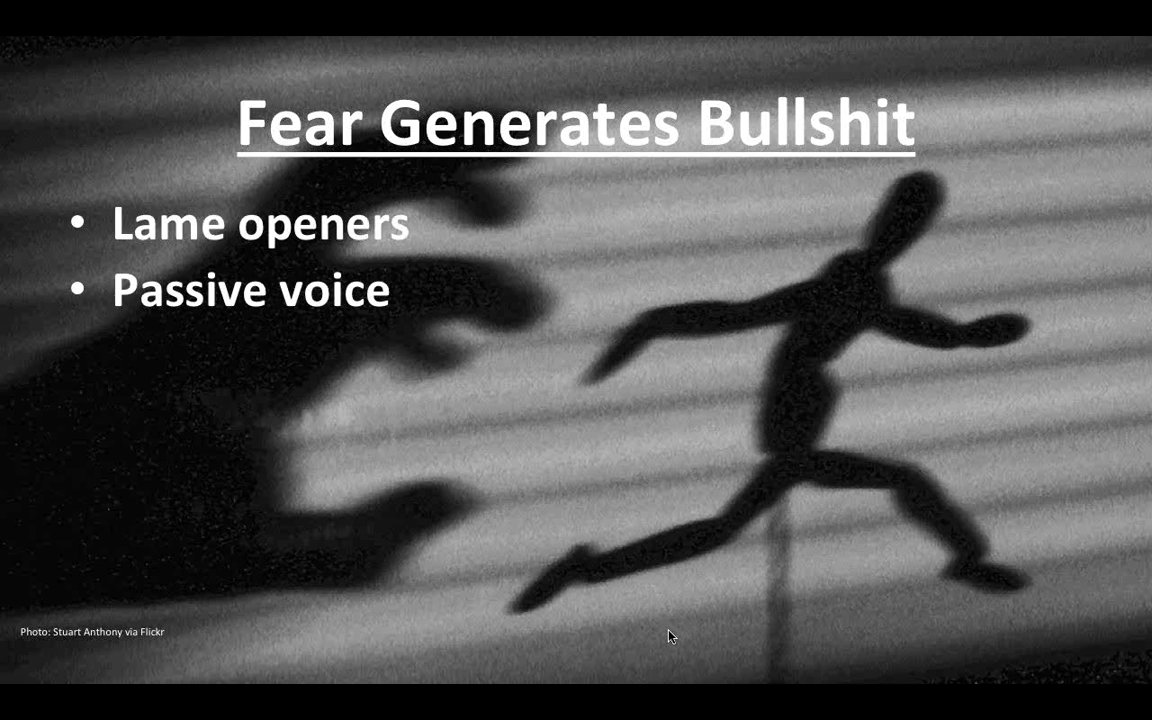 Fear Generates Bullshit
• Lame openers
• Passive voice
Photo: Stuart Anthony via Flickr